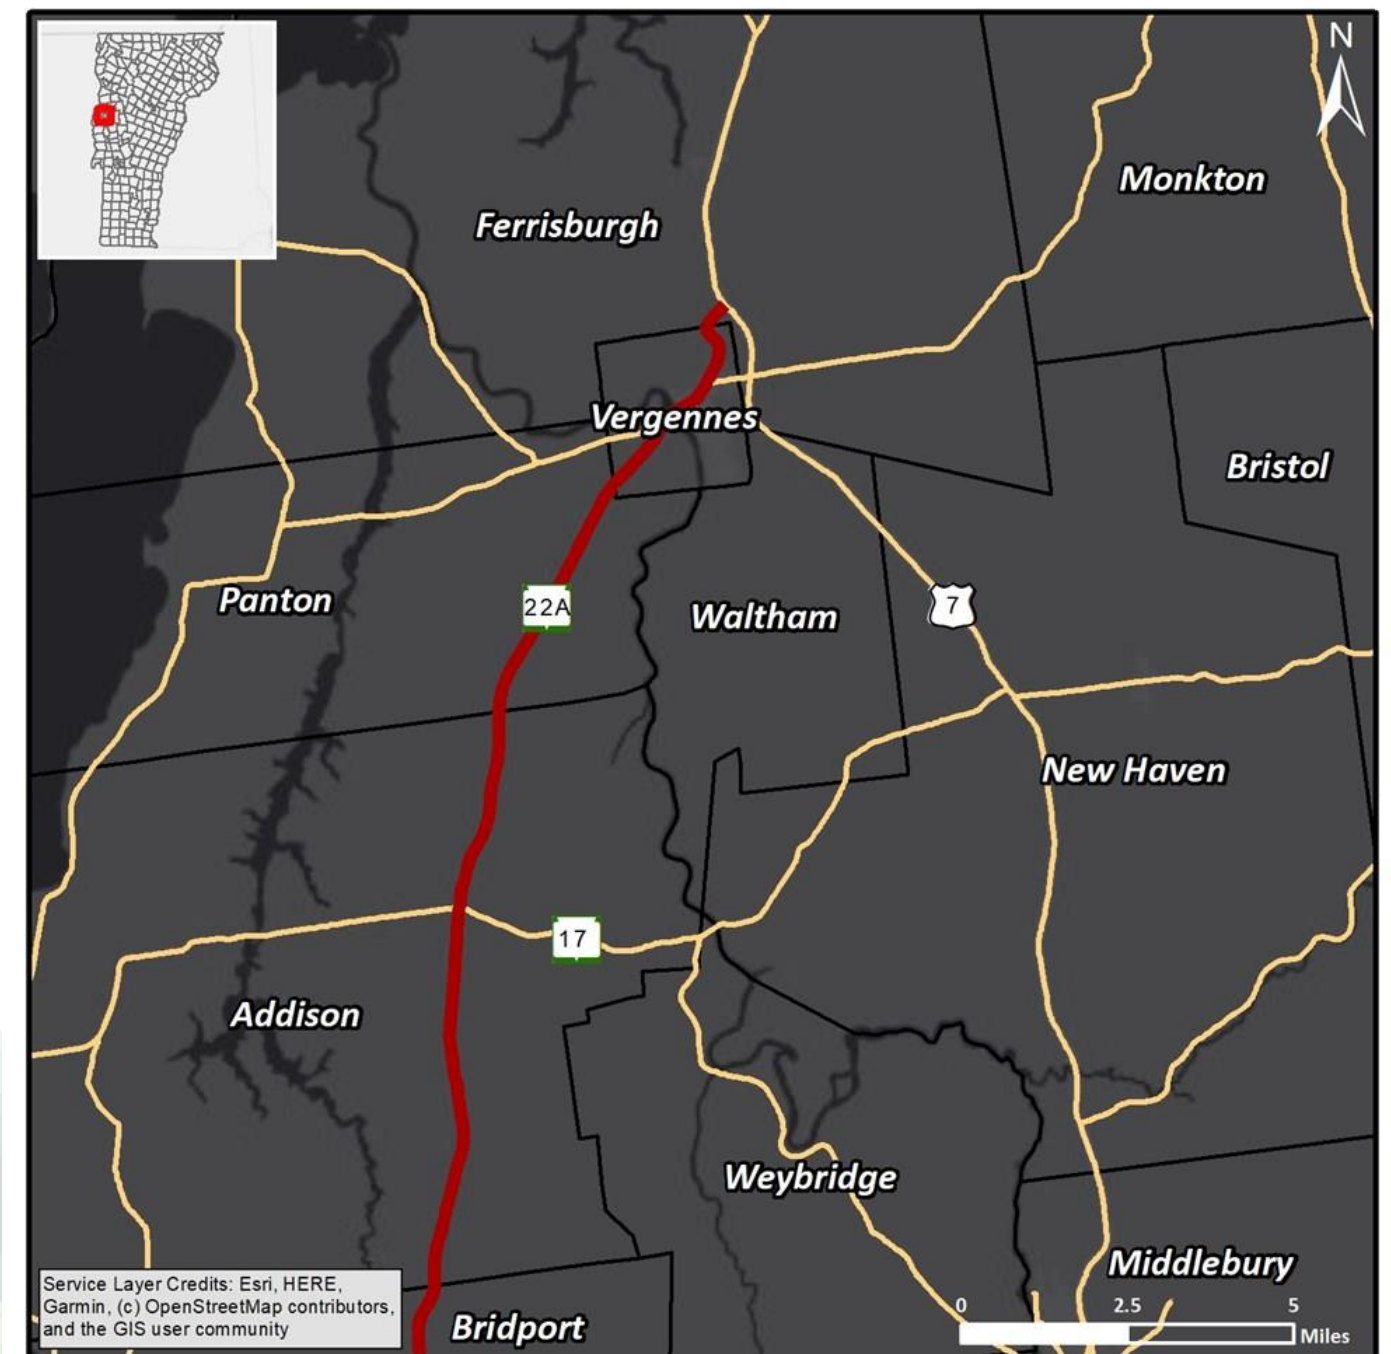 N
Monkton
Ferrisburgh
Vergennes
Bristol
Panton
22A
Waltham
7
New Haven
17
Addison
Weybridge
Middlebury
Service Layer Credits: Esri, HERE,
Garmin, (c) OpenStreetMap contributors,
and the GIS user community
Bridport
0 2.5 5
Miles